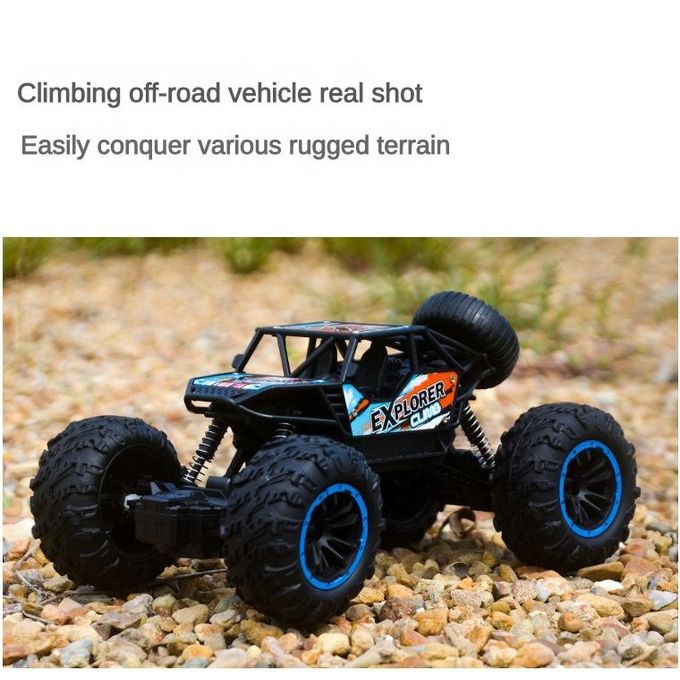 Climbing off-road vehicle real shot
Easily conquer various rugged terrain
EXPLORER
CLIMB